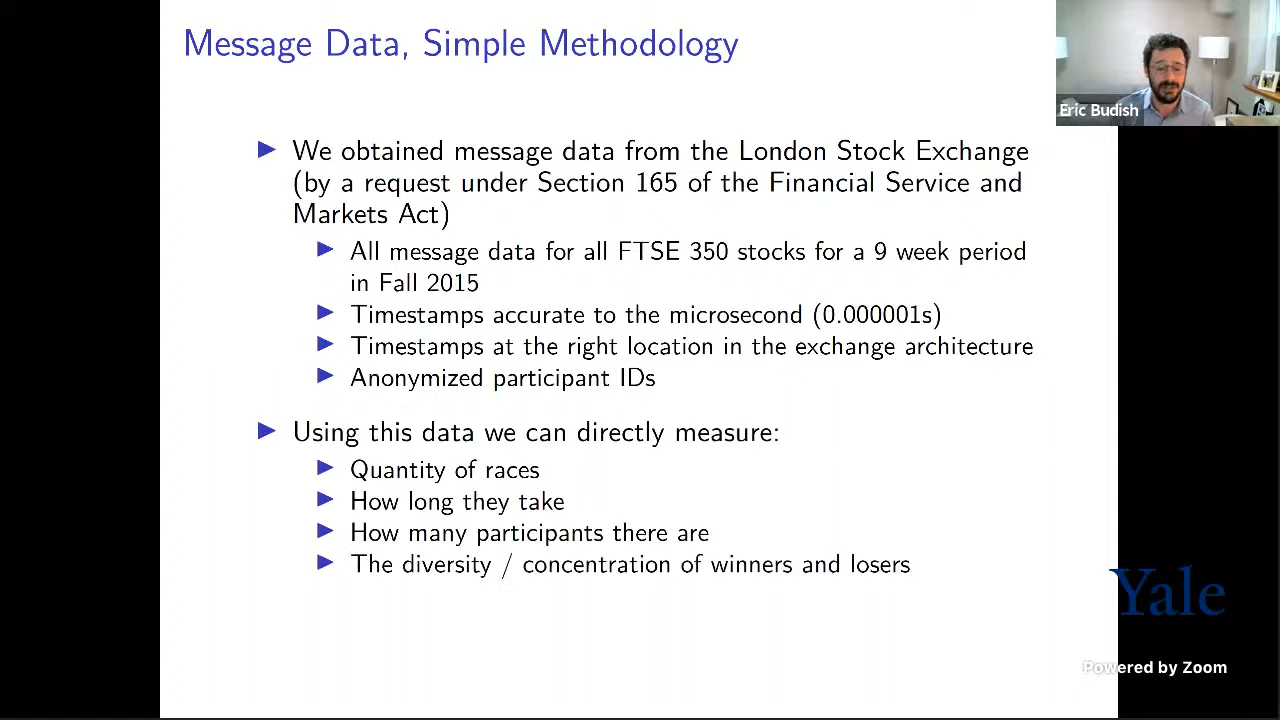 Message Data, Simple Methodology
Eric Budish
We obtained message data from the London Stock Exchange
(by a request under Section 165 of the Financial Service and
Markets Act)
All message data for all FTSE 350 stocks for a 9 week period
in Fall 2015
Timestamps accurate to the microsecond (0.000001s)
Timestamps at the right location in the exchange architecture
Anonymized participant IDs
Using this data we can directly measure:
Quantity of races
How long they take
How many participants there are
The diversity / concentration of winners and losers
Yale
Powered by Zoom